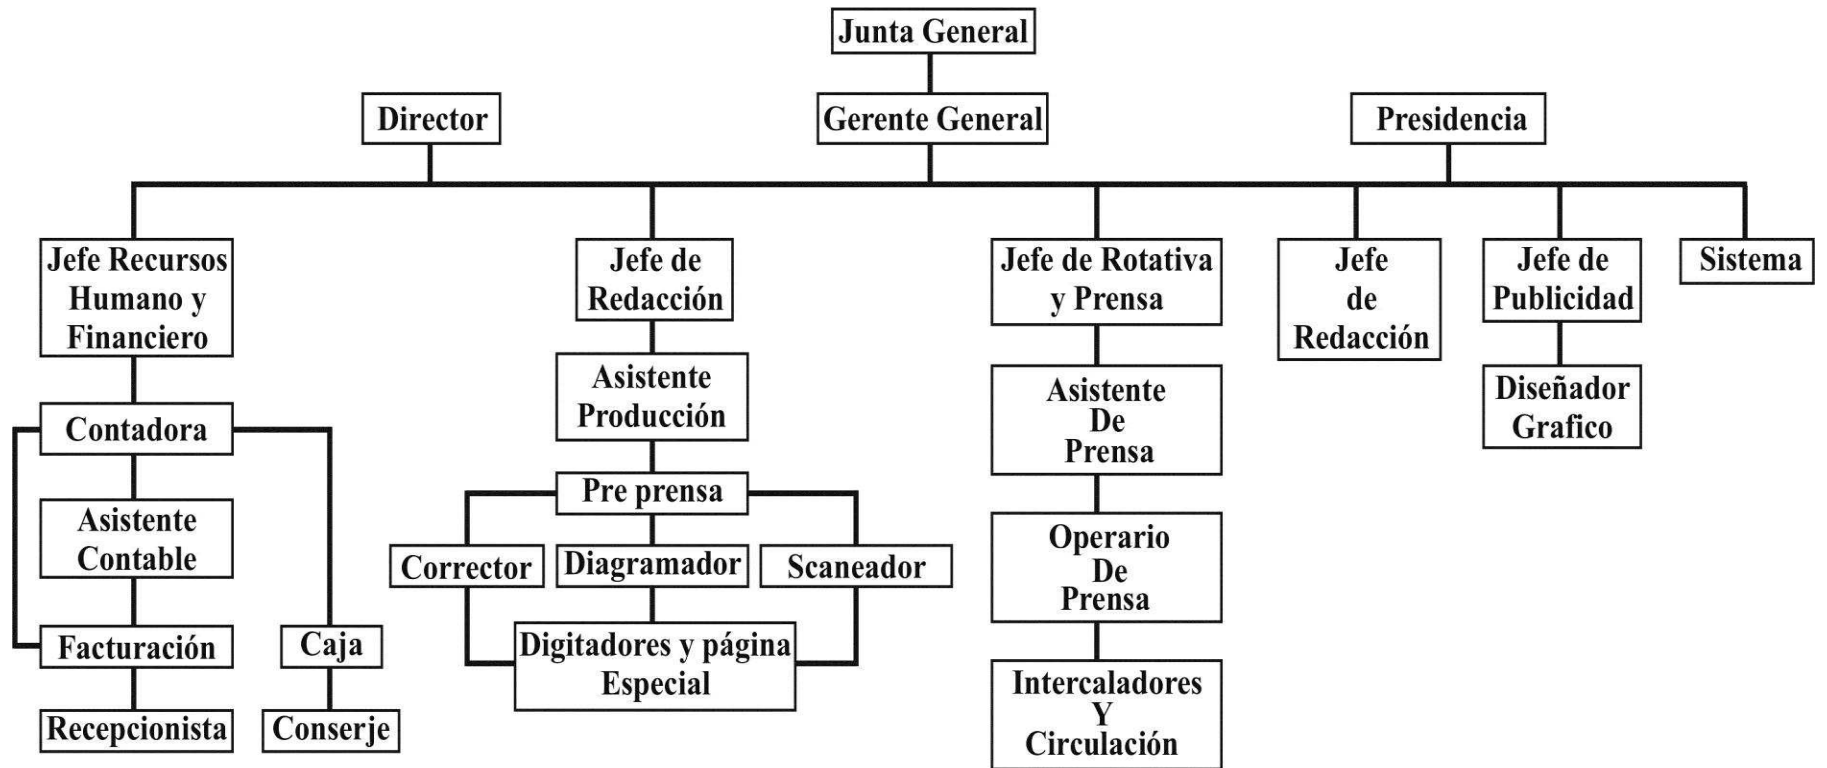 Junta General
Director
Gerente General
Presidencia
Jefe Recursos
Humano y
Financiero
Jefe de
Redacción
Jefe de Rotativa
y Prensa
Jefe
de
Redacción
Jefe de
Publicidad
Sistema
Contadora
Asistente
Contable
Facturación
Caja
Recepcionista
Conserje
Asistente
Producción
Pre prensa
Corrector
Diagramador
Scaneador
Digitadores y página
Especial
Asistente
De
Prensa
Operario
De
Prensa
Intercaladores
Y
Circulación
Diseñador
Grafico